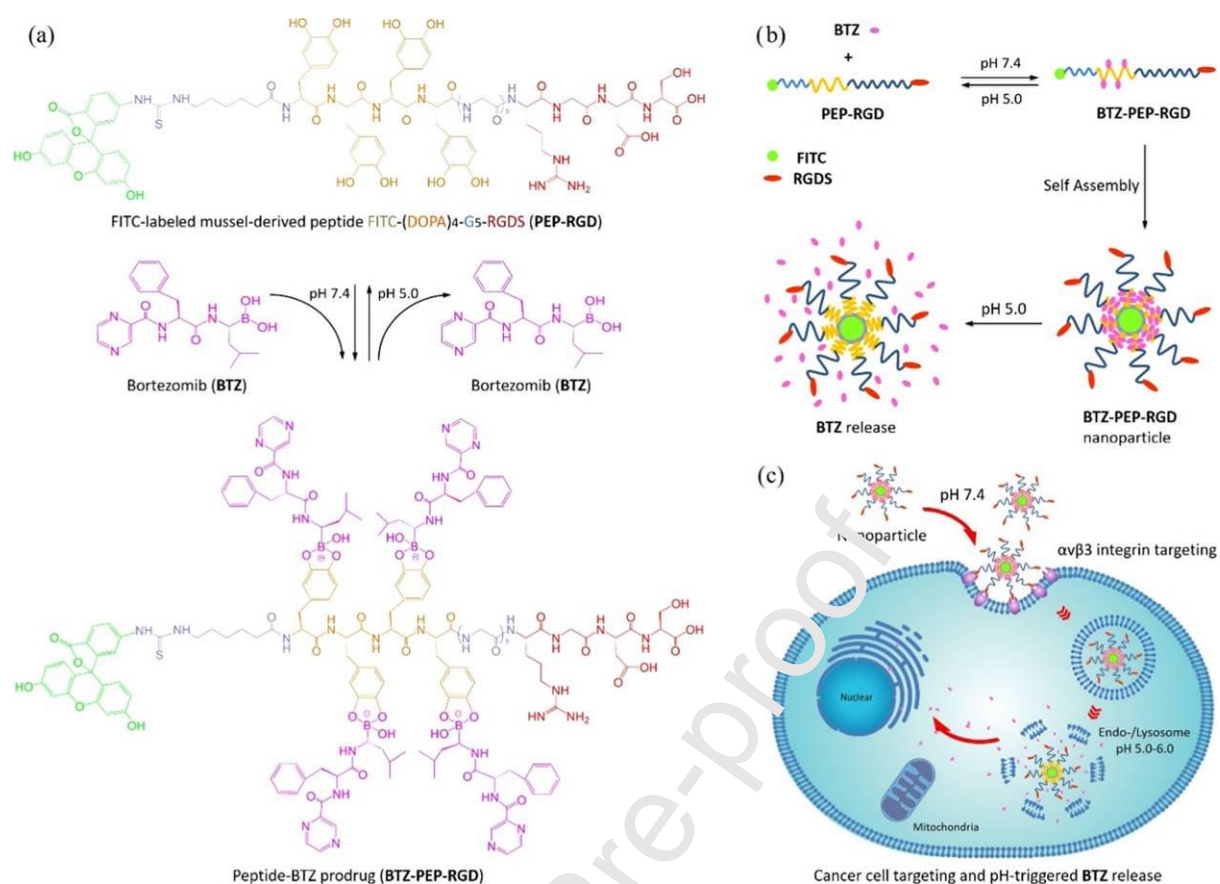 (a)
HO OH
HO OH
FITC-labeled mussel-derived peptide FITC-(DOPA)4-G5-RGDS (PEP-RGD)
pH 7.4
pH 5.0
Bortezomib (BTZ)
Bortezomib (BTZ)
Peptide-BTZ prodrug (BTZ-PEP-RGD)
(b)
BTZ
+
PEP-RGD
pH 7.4
pH 5.0
BTZ-PEP-RGD
FITC
RGDS
Self Assembly
pH 5.0
BTZ release
BTZ-PEP-RGD
nanoparticle
(c)
pH 7.4
αvβ3 integrin targeting
Nuclear
Endo-/Lysosome
pH 5.0-6.0
Mitochondria
Cancer cell targeting and pH-triggered BTZ release
Pre-proof